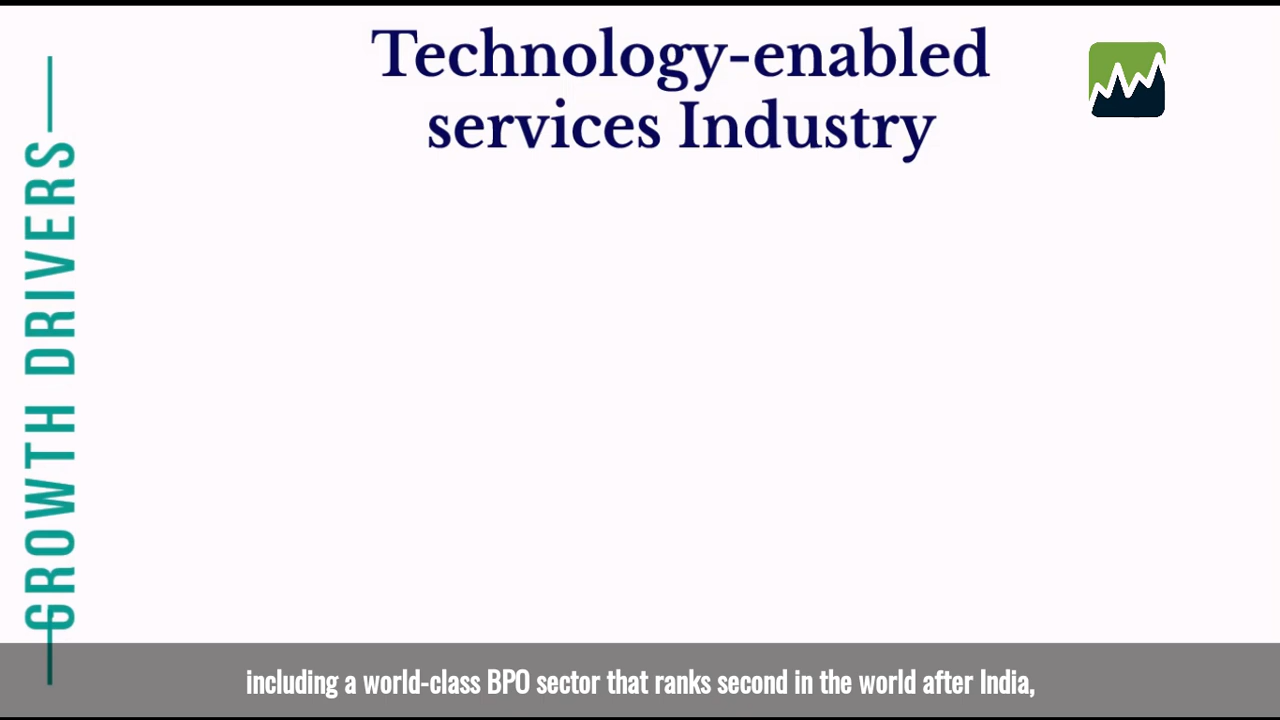 Technology-enabled
services Industry
GROWTH DRIVERS
including a world-class BPO sector that ranks second in the world after India,